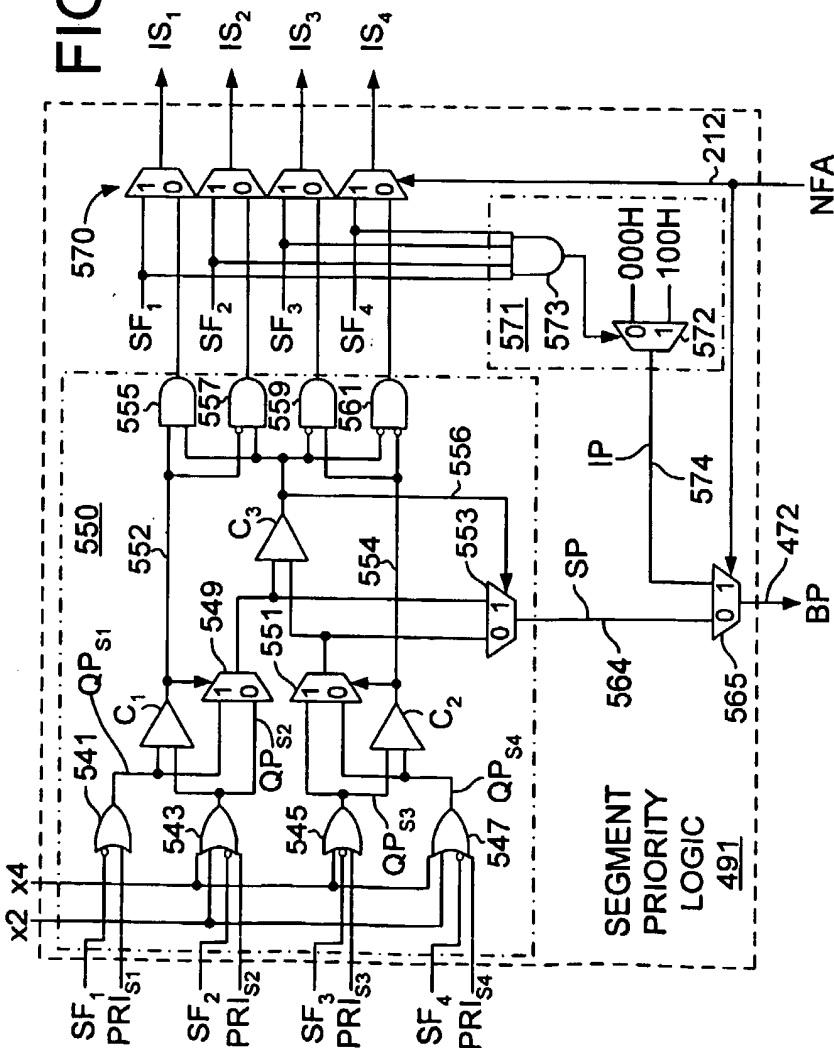 FIG
IS1
IS2
IS3
IS4
570
SF1
SF2
SF3
SF4
212
NFA
571
573
000H
100H
0
1
572
IP
574
555
557
559
561
550
552
C3
556
554
553
549
551
SP
564
565
0 1
BP
472
QPS1
C1
541
QPS2
543
545
QPS3
C2
QPS4
547
x2
x4
SF1
PRIS1
SF2
PRIS2
SF3
PRIS3
SF4
PRIS4
1
0
1
0
1
0
1
0
1
0
1
0
0 1
SEGMENT
PRIORITY
LOGIC
491